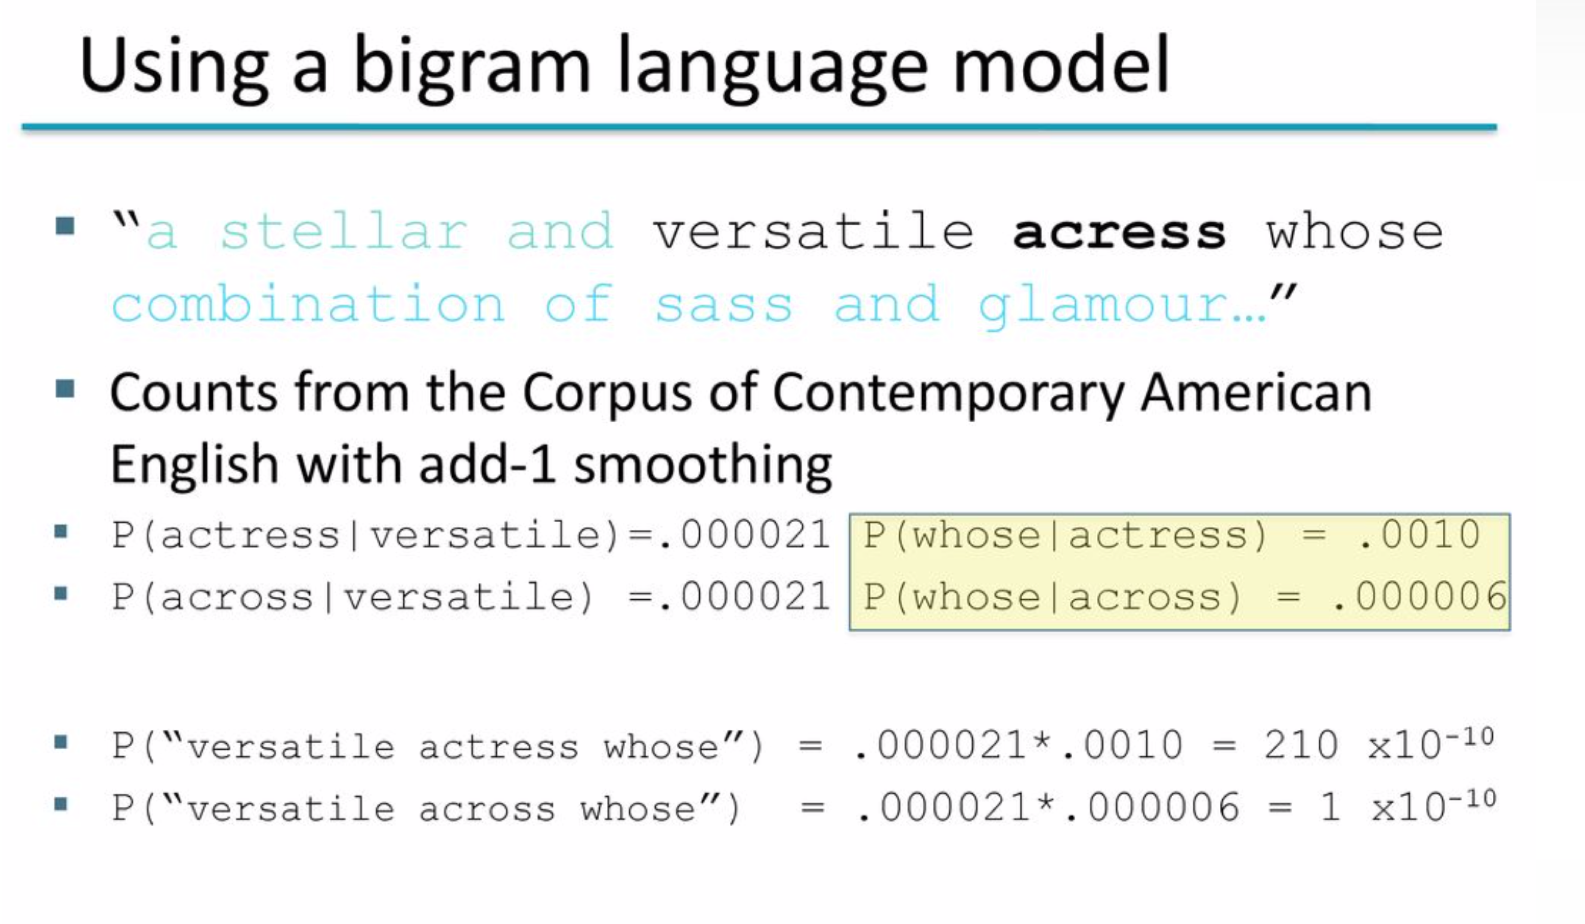 Using a bigram language model
▪ “a stellar and versatile acress whose
combination of sass and glamour…”
▪ Counts from the Corpus of Contemporary American
English with add-1 smoothing
▪ P(actress|versatile)=.000021 P(whose|actress) = .0010
▪ P(across|versatile) =.000021 P(whose|across) = .000006
▪ P(“versatile actress whose”) = .000021*.0010 = 210 x10⁻¹⁰
▪ P(“versatile across whose”) = .000021*.000006 = 1 x10⁻¹⁰